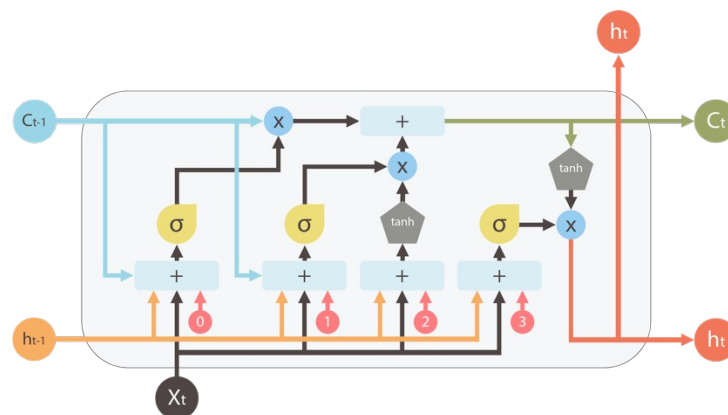 ht
Ct-1
x
+
Ct
tanh
x
tanh
σ
σ
σ
x
+
+
+
+
0
1
2
3
ht-1
ht
Xt